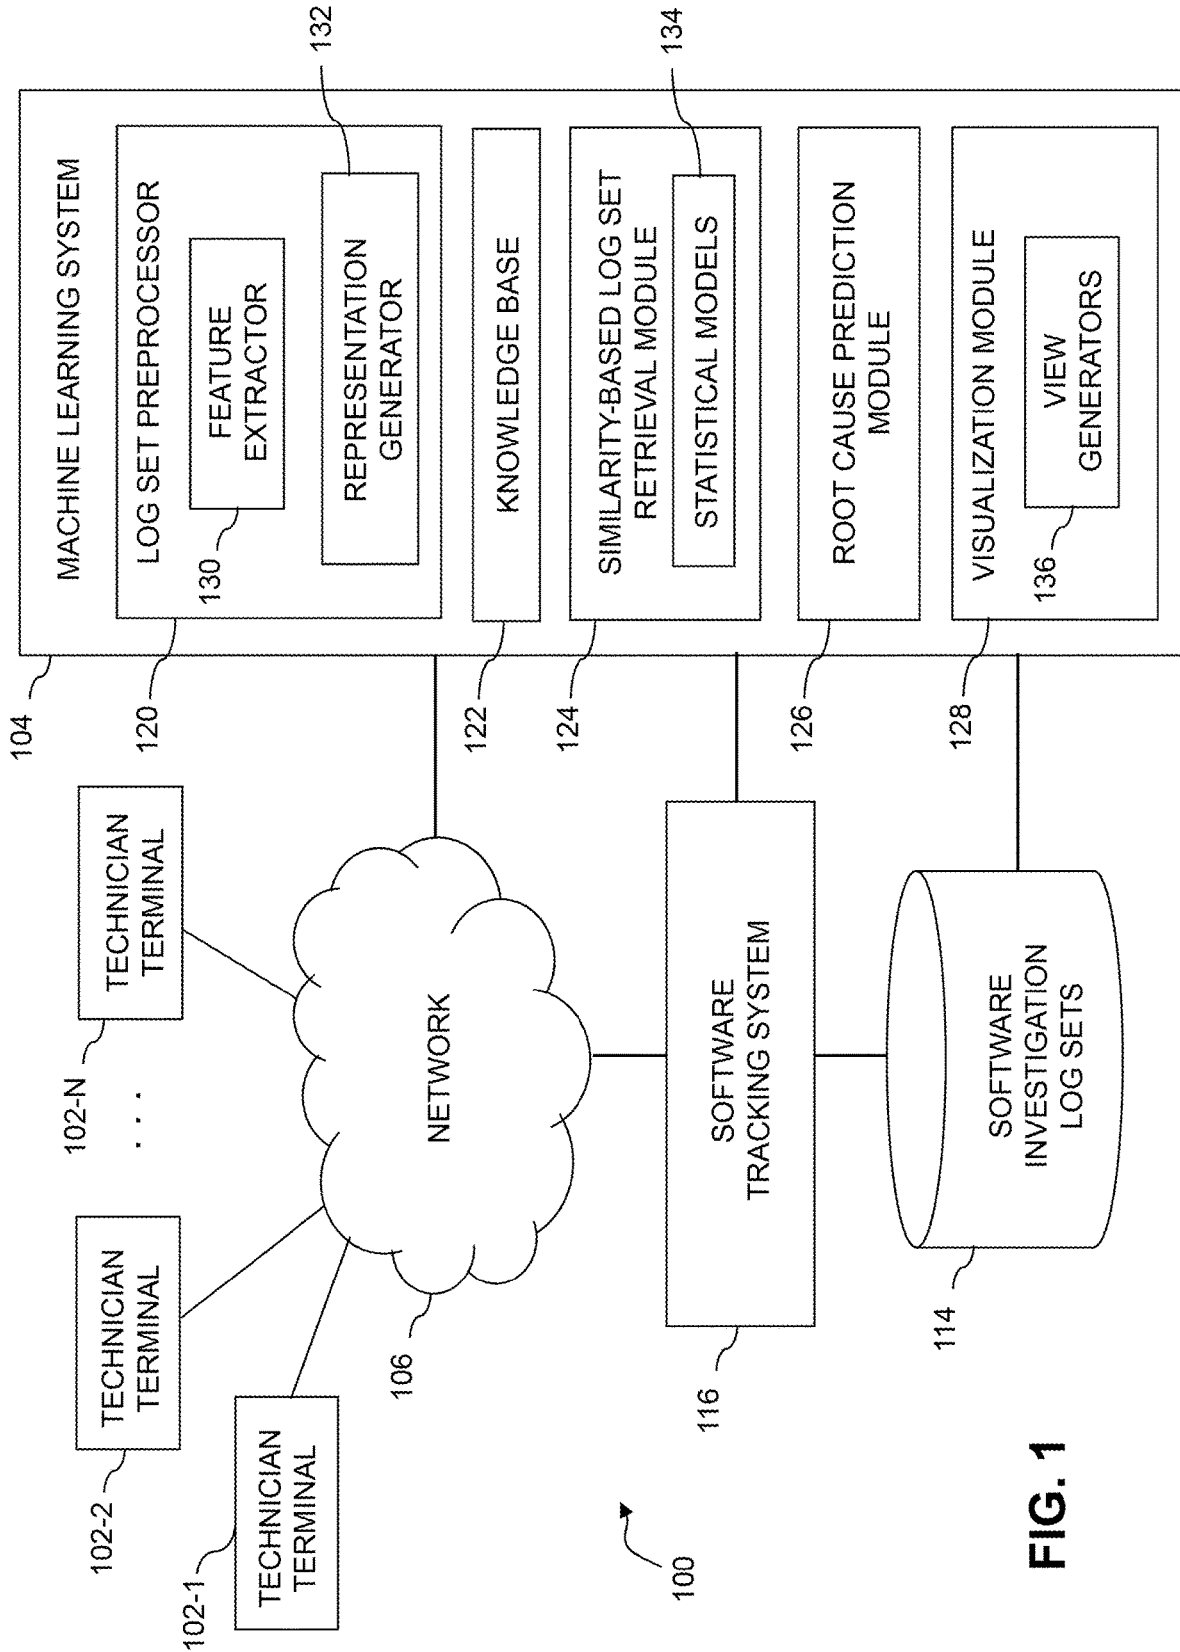 102-1
TECHNICIAN
TERMINAL
102-2
TECHNICIAN
TERMINAL
. . .
102-N
TECHNICIAN
TERMINAL
106
NETWORK
116
SOFTWARE
TRACKING SYSTEM
114
SOFTWARE
INVESTIGATION
LOG SETS
100
104
MACHINE LEARNING SYSTEM
120
LOG SET PREPROCESSOR
130
FEATURE
EXTRACTOR
132
REPRESENTATION
GENERATOR
122
KNOWLEDGE BASE
124
SIMILARITY-BASED LOG SET
RETRIEVAL MODULE
134
STATISTICAL MODELS
126
ROOT CAUSE PREDICTION
MODULE
128
VISUALIZATION MODULE
136
VIEW
GENERATORS
FIG. 1